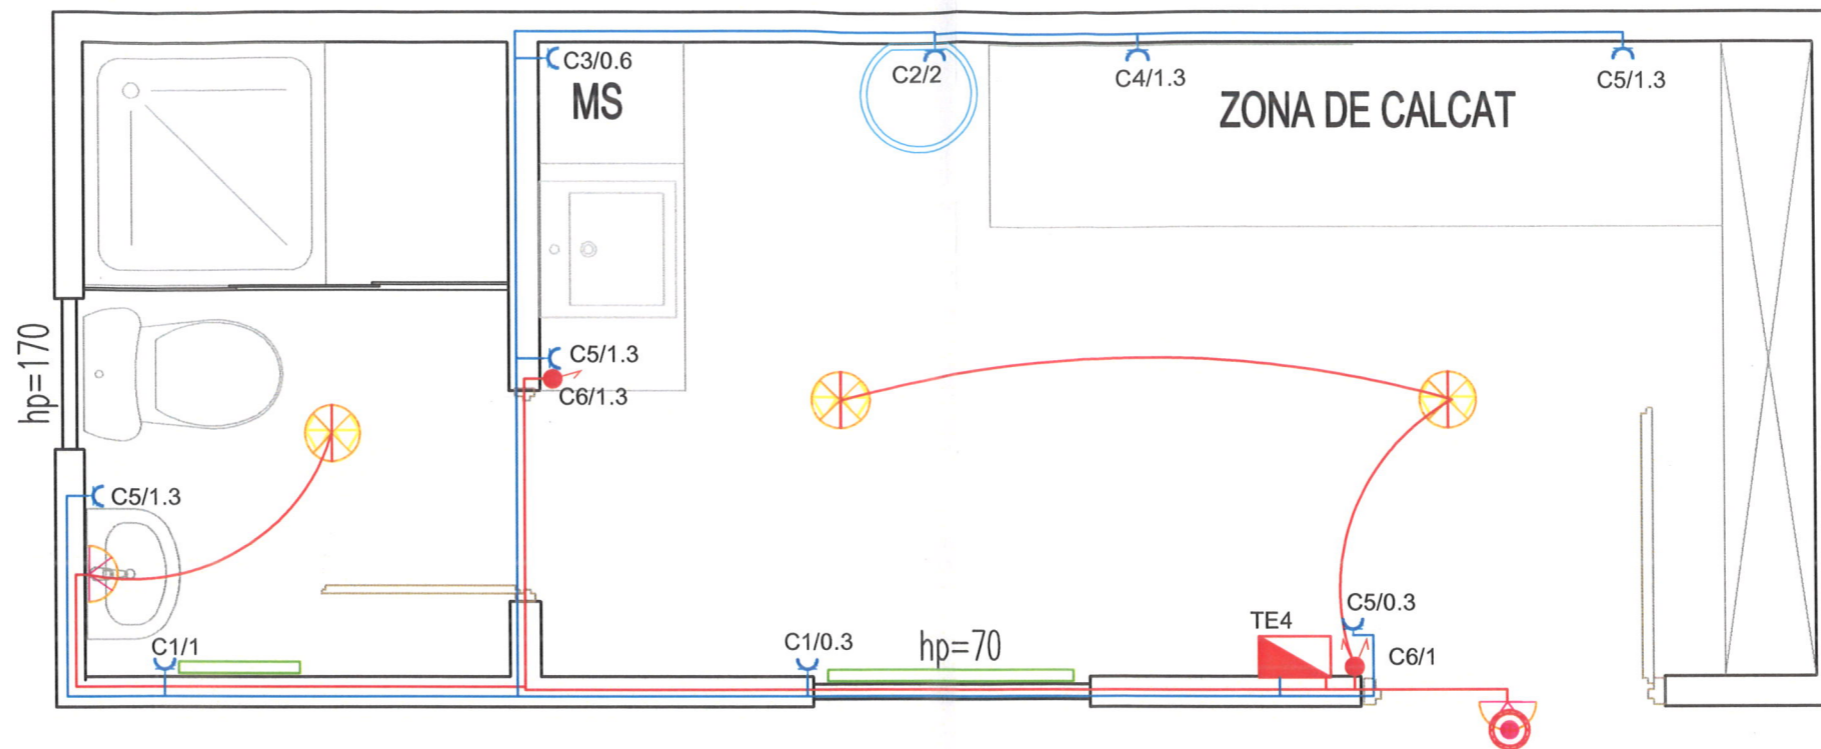 C3/0.6
MS
C2/2
C4/1.3
C5/1.3
ZONA DE CALCAT
hp=170
C5/1.3
C6/1.3
C5/1.3
C1/1
C1/0.3
hp=70
TE4
C5/0.3
C6/1